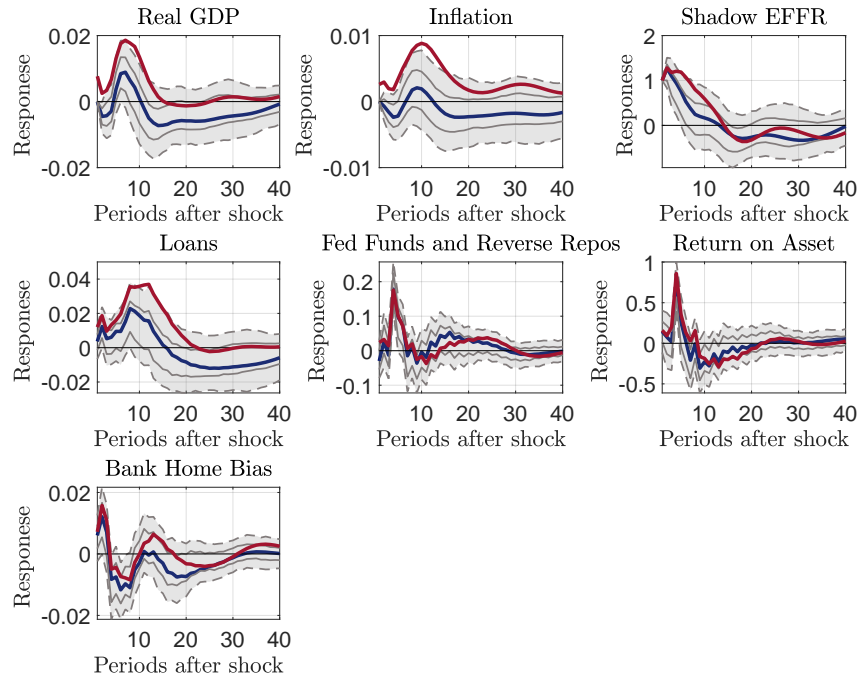 Real GDP
Inflation
Shadow EFFR
Responese
0.02
0
-0.02
10 20 30 40
Periods after shock
Responese
0.01
0
-0.01
10 20 30 40
Periods after shock
Responese
2
1
0
10 20 30 40
Periods after shock
Loans
Fed Funds and Reverse Repos
Return on Asset
Responese
0.04
0.02
0
-0.02
10 20 30 40
Periods after shock
Responese
0.2
0.1
0
-0.1
10 20 30 40
Periods after shock
Responese
1
0.5
0
-0.5
10 20 30 40
Periods after shock
Bank Home Bias
Responese
0.02
0
-0.02
10 20 30 40
Periods after shock